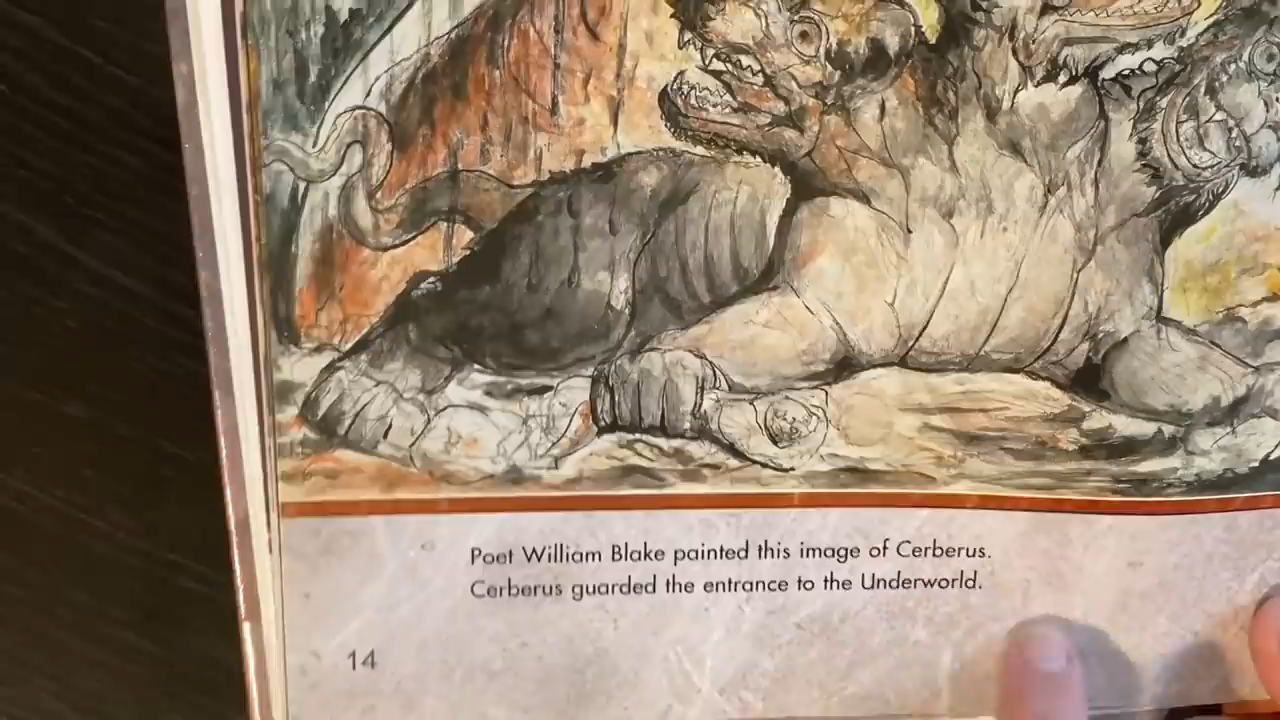 Poet William Blake painted this image of Cerberus.
Cerberus guarded the entrance to the Underworld.
14